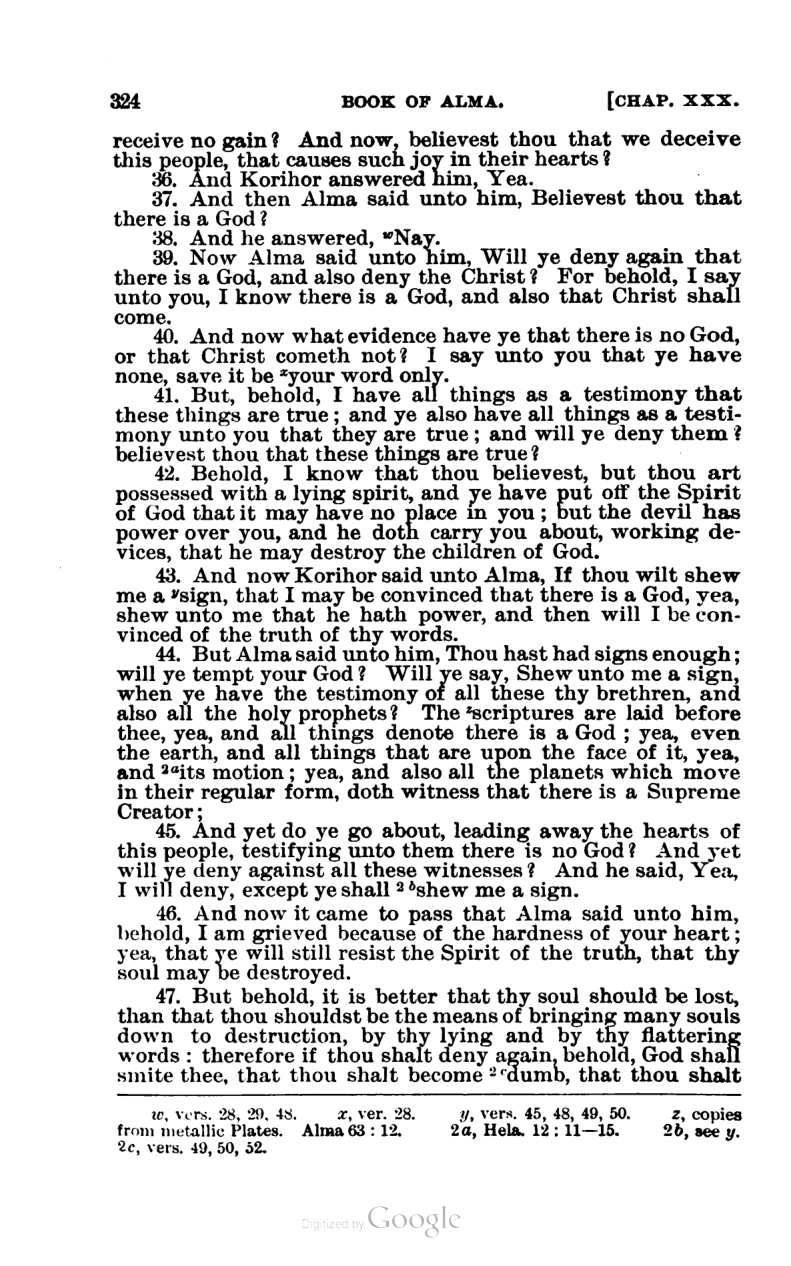 324 BOOK OF ALMA. [CHAP. XXX.
receive no gain? And now, believest thou that we deceive
this people, that causes such joy in their hearts?
36. And Korihor answered him, Yea.
37. And then Alma said unto him, Believest thou that
there is a God?
38. And he answered, ʷNay.
39. Now Alma said unto him, Will ye deny again that
there is a God, and also deny the Christ? For behold, I say
unto you, I know there is a God, and also that Christ shall
come.
40. And now what evidence have ye that there is no God,
or that Christ cometh not? I say unto you that ye have
none, save it be ˣyour word only.
41. But, behold, I have all things as a testimony that
these things are true; and ye also have all things as a testi-
mony unto you that they are true; and will ye deny them?
believest thou that these things are true?
42. Behold, I know that thou believest, but thou art
possessed with a lying spirit, and ye have put off the Spirit
of God that it may have no place in you; but the devil has
power over you, and he doth carry you about, working de-
vices, that he may destroy the children of God.
43. And now Korihor said unto Alma, If thou wilt shew
me a ʸsign, that I may be convinced that there is a God, yea,
shew unto me that he hath power, and then will I be con-
vinced of the truth of thy words.
44. But Alma said unto him, Thou hast had signs enough;
will ye tempt your God? Will ye say, Shew unto me a sign,
when ye have the testimony of all these thy brethren, and
also all the holy prophets? The ᶻscriptures are laid before
thee, yea, and all things denote there is a God; yea, even
the earth, and all things that are upon the face of it, yea,
and ²ᵃits motion; yea, and also all the planets which move
in their regular form, doth witness that there is a Supreme
Creator;
45. And yet do ye go about, leading away the hearts of
this people, testifying unto them there is no God? And yet
will ye deny against all these witnesses? And he said, Yea,
I will deny, except ye shall ²ᵇshew me a sign.
46. And now it came to pass that Alma said unto him,
behold, I am grieved because of the hardness of your heart;
yea, that ye will still resist the Spirit of the truth, that thy
soul may be destroyed.
47. But behold, it is better that thy soul should be lost,
than that thou shouldst be the means of bringing many souls
down to destruction, by thy lying and by thy flattering
words: therefore if thou shalt deny again, behold, God shall
smite thee, that thou shalt become ²ᶜdumb, that thou shalt
w, vers. 28, 29, 48. x, ver. 28. y, vers. 45, 48, 49, 50. z, copies
from metallic Plates. Alma 63:12. 2a, Hela. 12:11—15. 2b, see y.
2c, vers. 49, 50, 52.
Digitized by Google